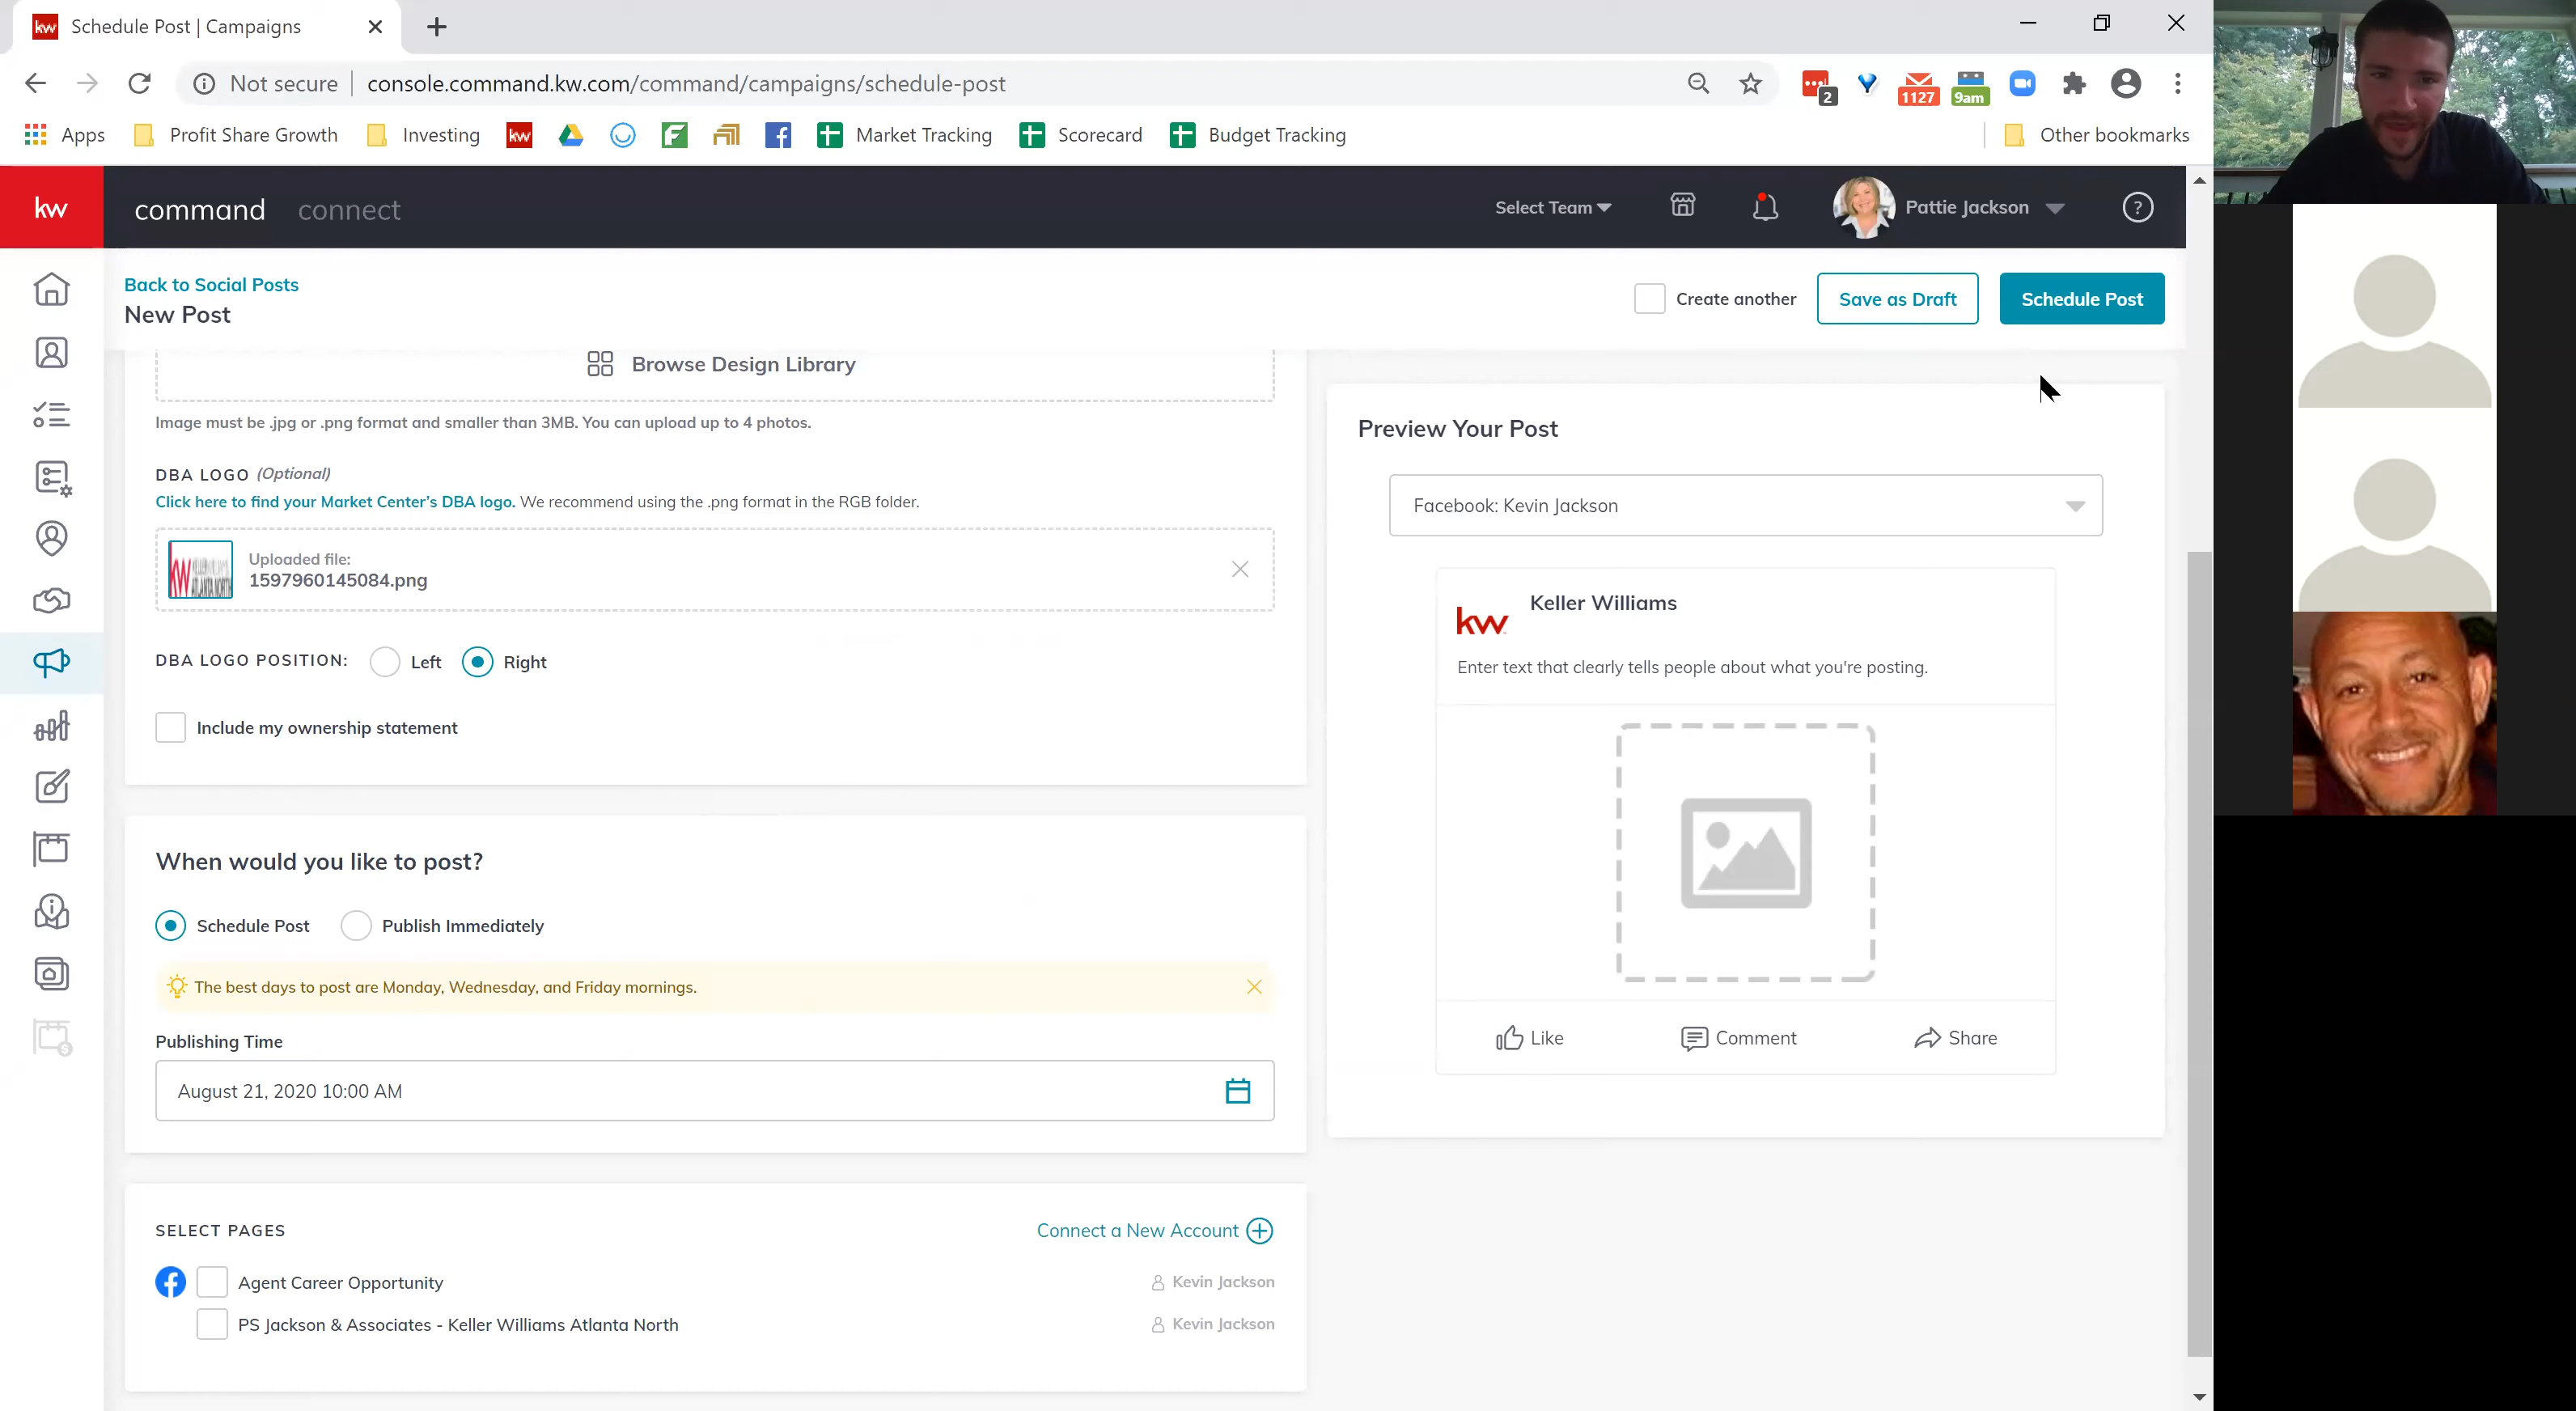 kw Schedule Post | Campaigns
Not secure console.command.kw.com/command/campaigns/schedule-post 2 1127 9am
Apps Profit Share Growth Investing kw Market Tracking Scorecard Budget Tracking Other bookmarks
kw command connect Select Team Pattie Jackson ?
Back to Social Posts
New Post
Create another Save as Draft Schedule Post
Browse Design Library
Image must be .jpg or .png format and smaller than 3MB. You can upload up to 4 photos.
DBA LOGO (Optional)
Click here to find your Market Center's DBA logo. We recommend using the .png format in the RGB folder.
Uploaded file:
KW KELLERWILLIAMS ATLANTA NORTH
1597960145084.png
DBA LOGO POSITION: Left Right
Include my ownership statement
When would you like to post?
Schedule Post Publish Immediately
The best days to post are Monday, Wednesday, and Friday mornings.
Publishing Time
August 21, 2020 10:00 AM
SELECT PAGES Connect a New Account
Agent Career Opportunity Kevin Jackson
PS Jackson & Associates - Keller Williams Atlanta North Kevin Jackson
Preview Your Post
Facebook: Kevin Jackson
kw Keller Williams
Enter text that clearly tells people about what you're posting.
Like Comment Share